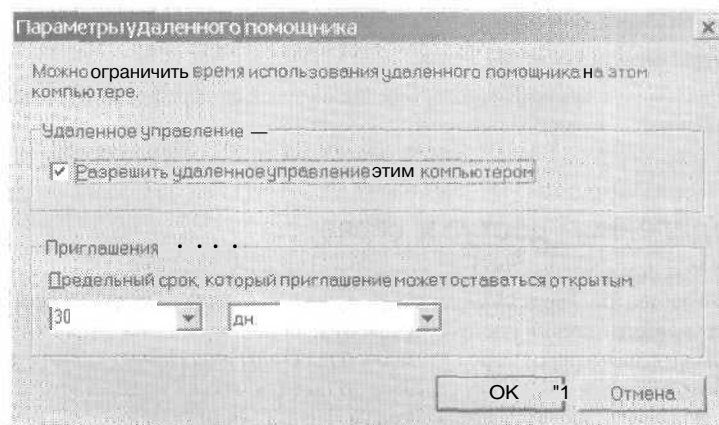 Параметры удаленного помощника
Можно ограничить время использования удаленного помощника на этом
компьютере.
Удаленное управление —
Разрешить удаленное управление этим компьютером
Приглашения • • • •
Предельный срок, который приглашение может оставаться открытым
30 дн.
OK "1 Отмена